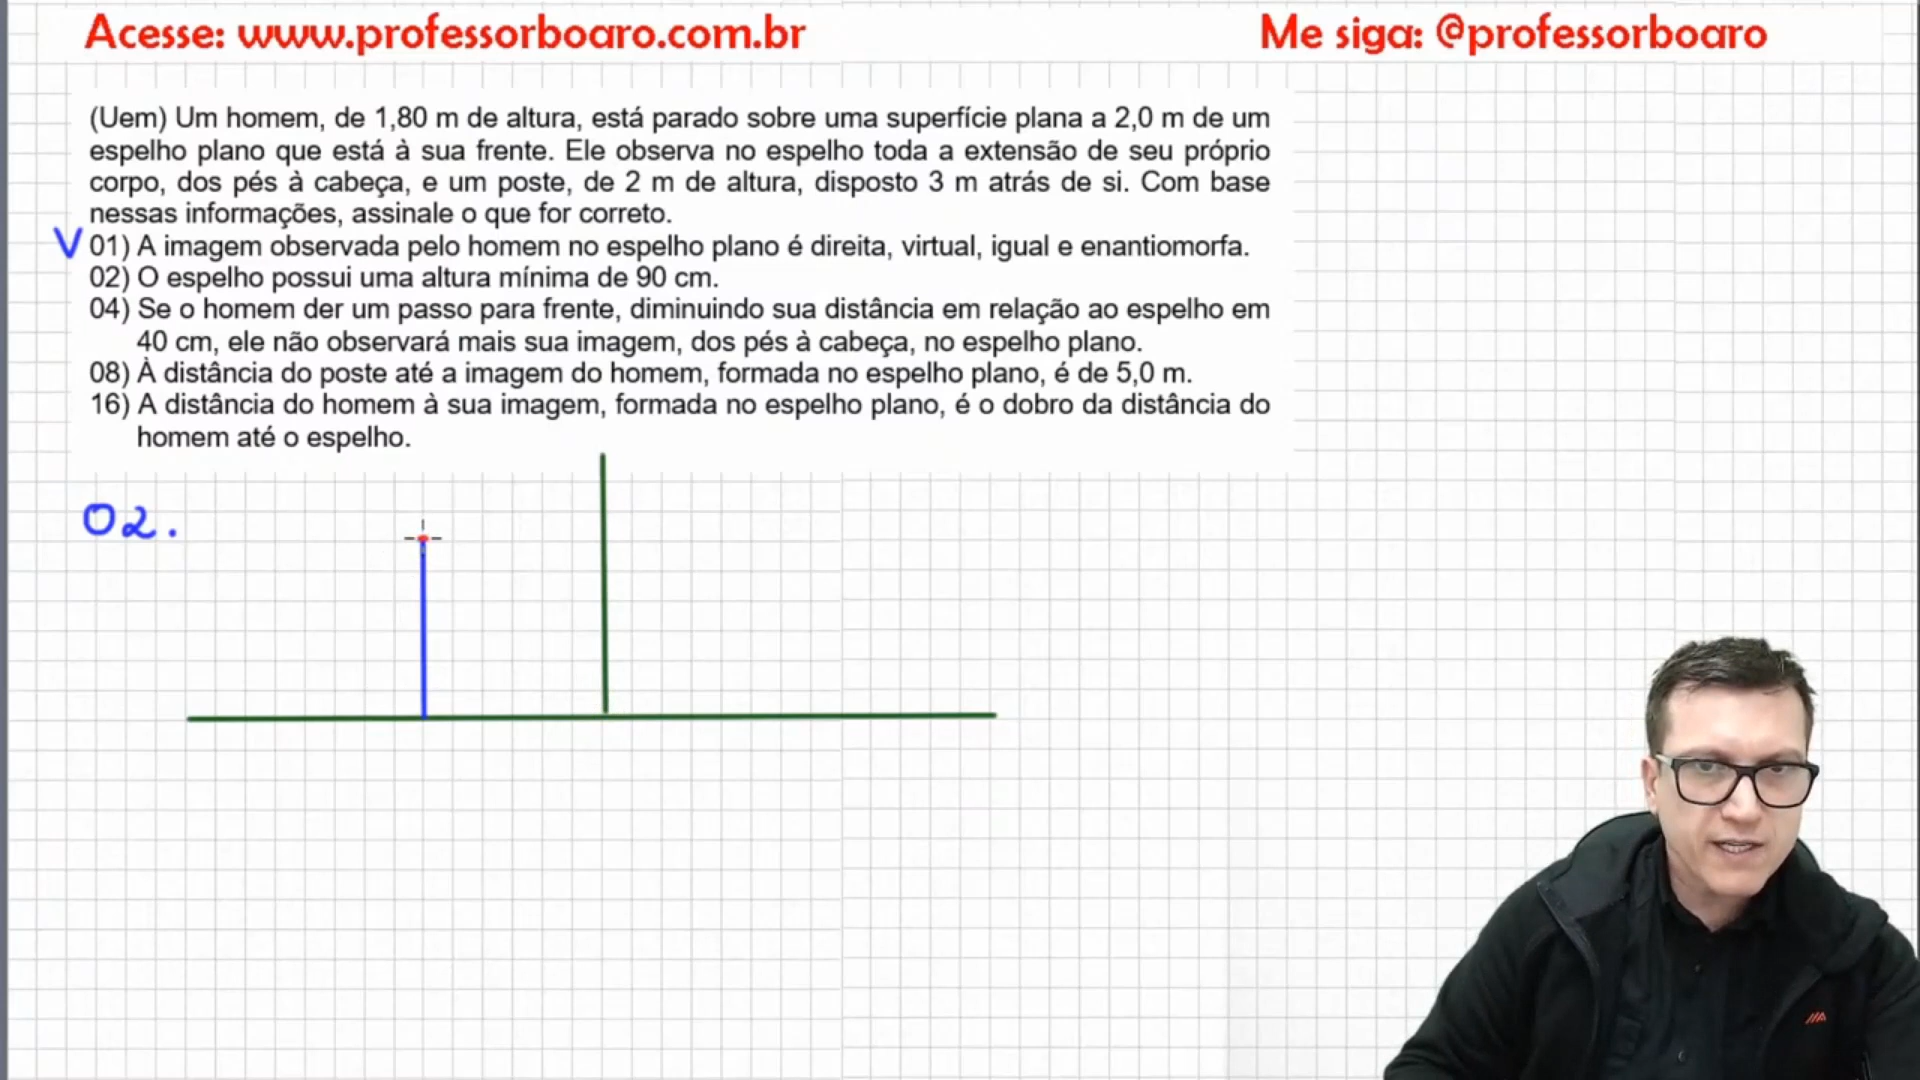 Acesse: www.professorboaro.com.br
Me siga: @professorboaro
(Uem) Um homem, de 1,80 m de altura, está parado sobre uma superfície plana a 2,0 m de um
espelho plano que está à sua frente. Ele observa no espelho toda a extensão de seu próprio
corpo, dos pés à cabeça, e um poste, de 2 m de altura, disposto 3 m atrás de si. Com base
nessas informações, assinale o que for correto.
V 01) A imagem observada pelo homem no espelho plano é direita, virtual, igual e enantiomorfa.
02) O espelho possui uma altura mínima de 90 cm.
04) Se o homem der um passo para frente, diminuindo sua distância em relação ao espelho em
40 cm, ele não observará mais sua imagem, dos pés à cabeça, no espelho plano.
08) À distância do poste até a imagem do homem, formada no espelho plano, é de 5,0 m.
16) A distância do homem à sua imagem, formada no espelho plano, é o dobro da distância do
homem até o espelho.
02.